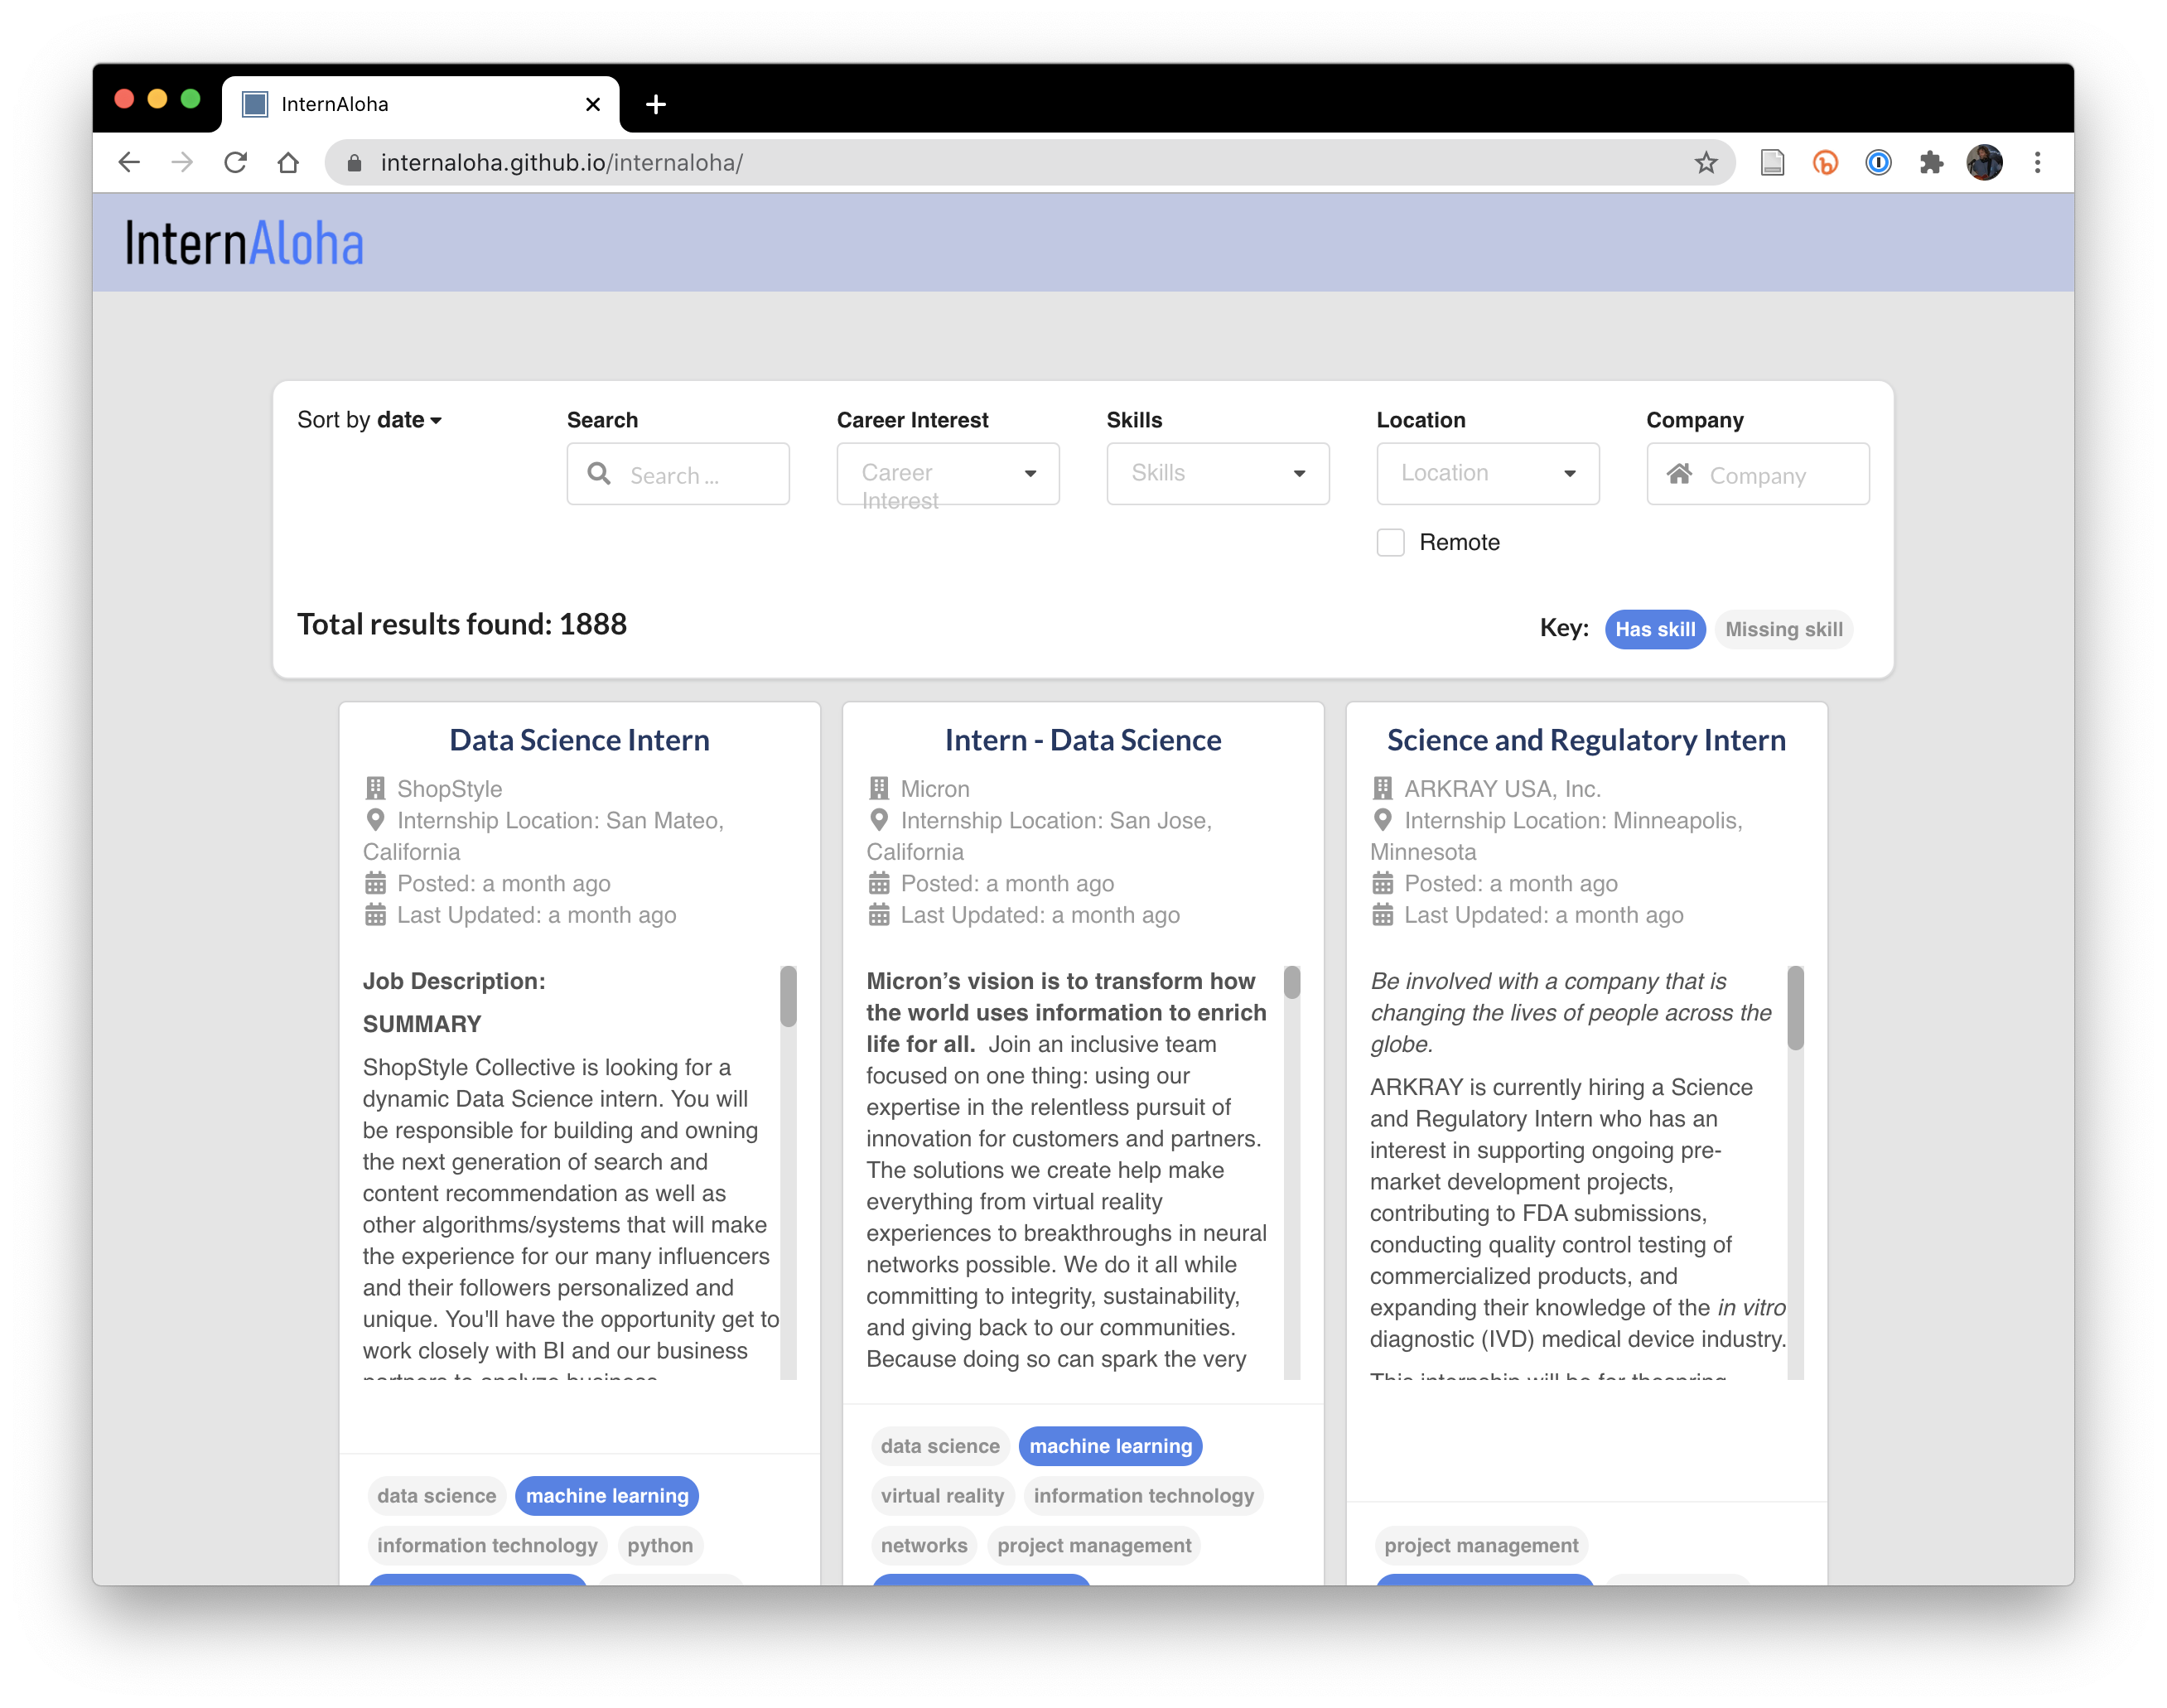 InternAloha
internaloha.github.io/internaloha/
InternAloha
Sort by date
Search
Career Interest
Skills
Location
Company
Search ...
Career
Interest
Skills
Location
Company
Remote
Total results found: 1888
Key: Has skill Missing skill
Data Science Intern
ShopStyle
Internship Location: San Mateo,
California
Posted: a month ago
Last Updated: a month ago
Job Description:
SUMMARY
ShopStyle Collective is looking for a
dynamic Data Science intern. You will
be responsible for building and owning
the next generation of search and
content recommendation as well as
other algorithms/systems that will make
the experience for our many influencers
and their followers personalized and
unique. You'll have the opportunity get to
work closely with BI and our business
partners to analyze business
data science machine learning
information technology python
Intern - Data Science
Micron
Internship Location: San Jose,
California
Posted: a month ago
Last Updated: a month ago
Micron’s vision is to transform how
the world uses information to enrich
life for all. Join an inclusive team
focused on one thing: using our
expertise in the relentless pursuit of
innovation for customers and partners.
The solutions we create help make
everything from virtual reality
experiences to breakthroughs in neural
networks possible. We do it all while
committing to integrity, sustainability,
and giving back to our communities.
Because doing so can spark the very
data science machine learning
virtual reality information technology
networks project management
Science and Regulatory Intern
ARKRAY USA, Inc.
Internship Location: Minneapolis,
Minnesota
Posted: a month ago
Last Updated: a month ago
Be involved with a company that is
changing the lives of people across the
globe.
ARKRAY is currently hiring a Science
and Regulatory Intern who has an
interest in supporting ongoing pre-
market development projects,
contributing to FDA submissions,
conducting quality control testing of
commercialized products, and
expanding their knowledge of the in vitro
diagnostic (IVD) medical device industry.
This internship will be for thespring
project management